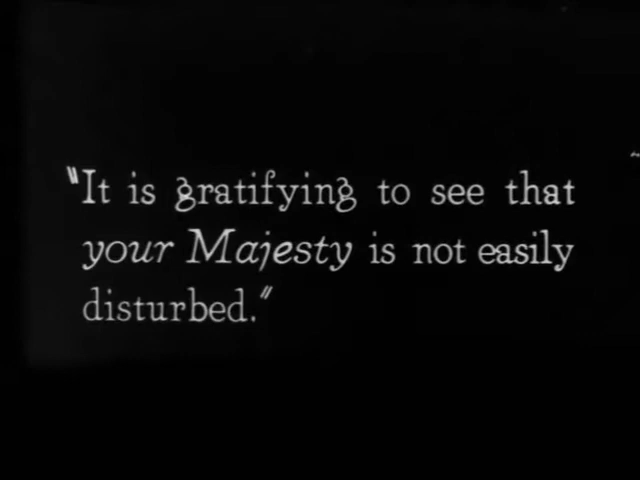 "It is gratifying to see that
your Majesty is not easily
disturbed."